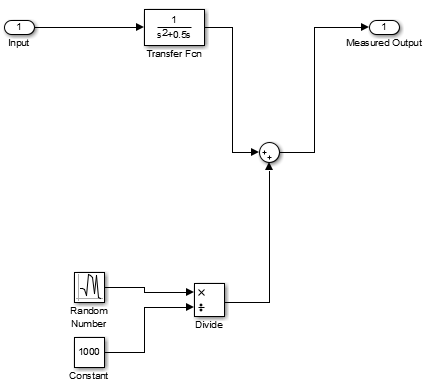 1
Input
1
s2+0.5s
Transfer Fcn
1
Measured Output
+
+
Random
Number
×
÷
Divide
1000
Constant